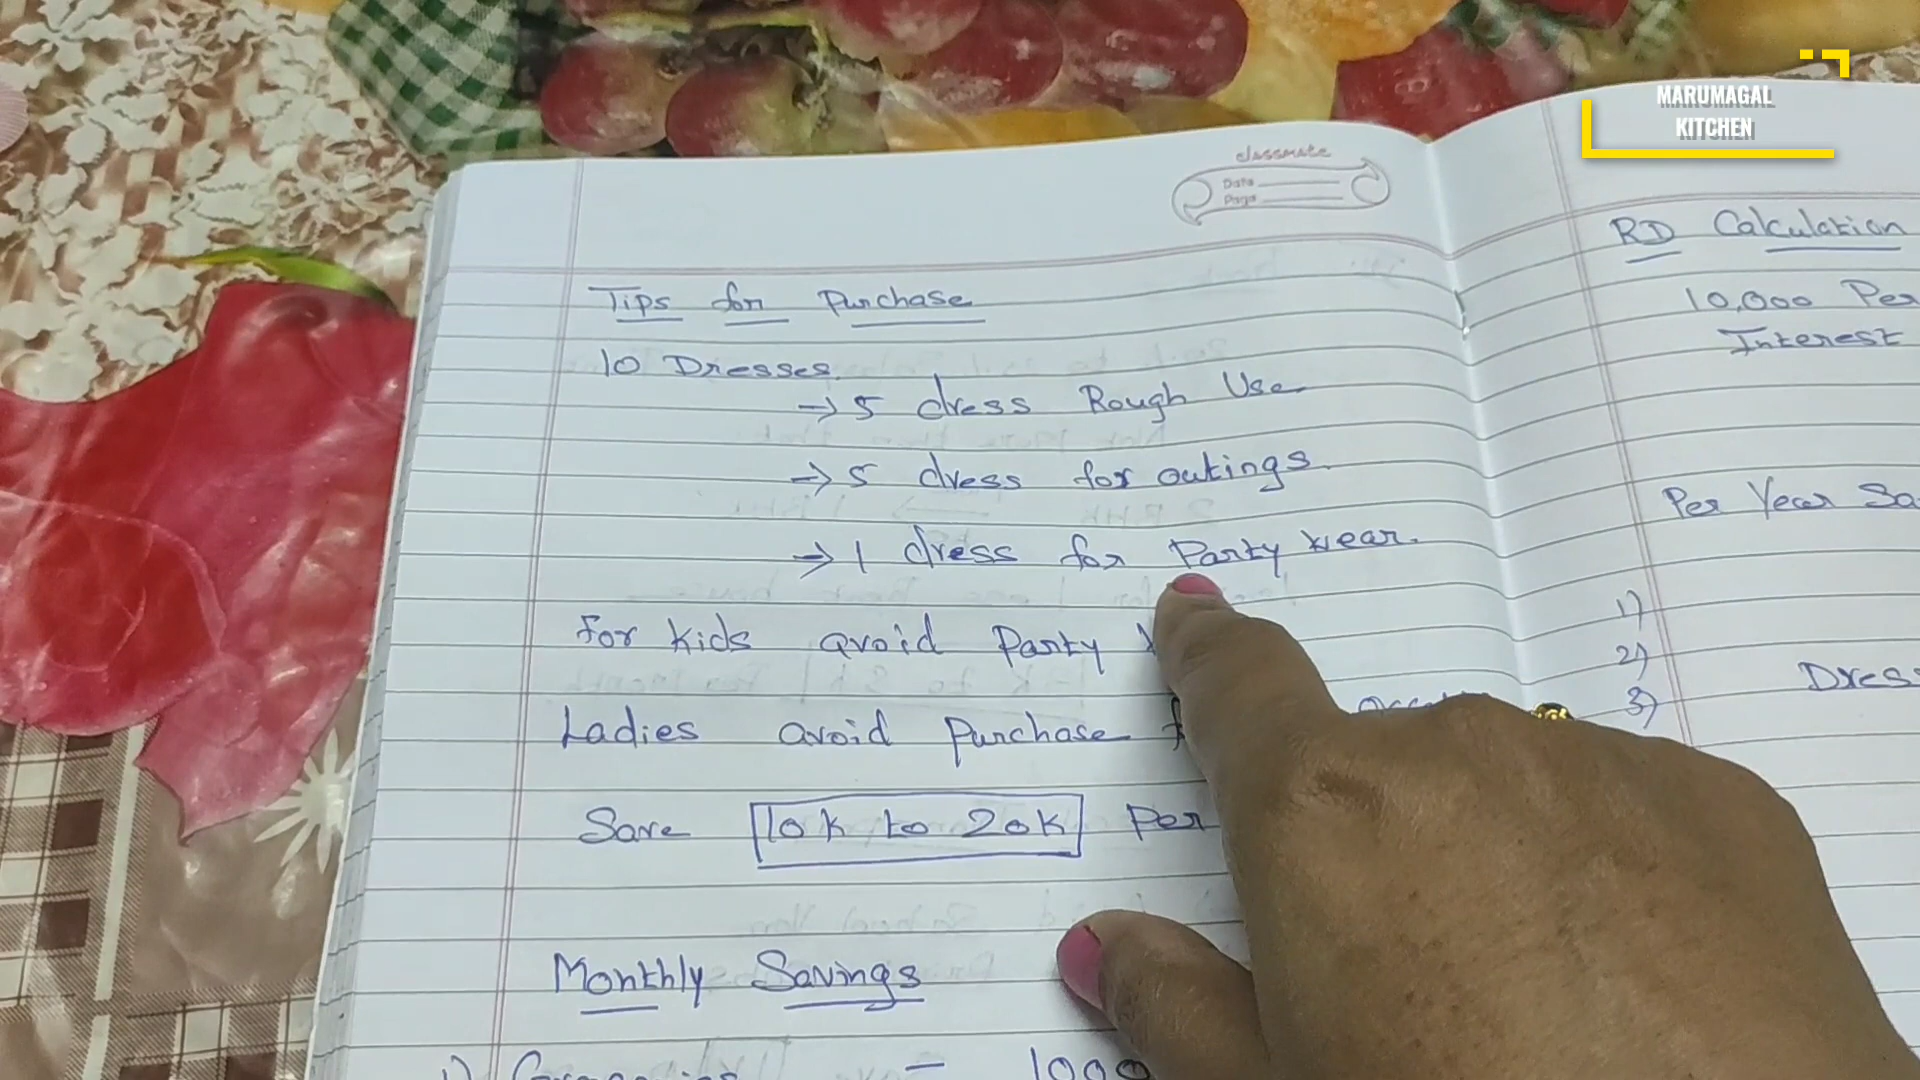 MARUMAGAL
KITCHEN
classmate
Date
Page
Tips for Purchase
10 Dresses
→ 5 dress Rough Use
→ 5 dress for outings.
→ 1 dress for Party wear.
For kids avoid Party
Ladies avoid Purchase
Save 10k to 20k Per
Monthly Savings
1) = 1000
RD Calculation
10,000 Per
Interest
Per Year
1)
2)
3)